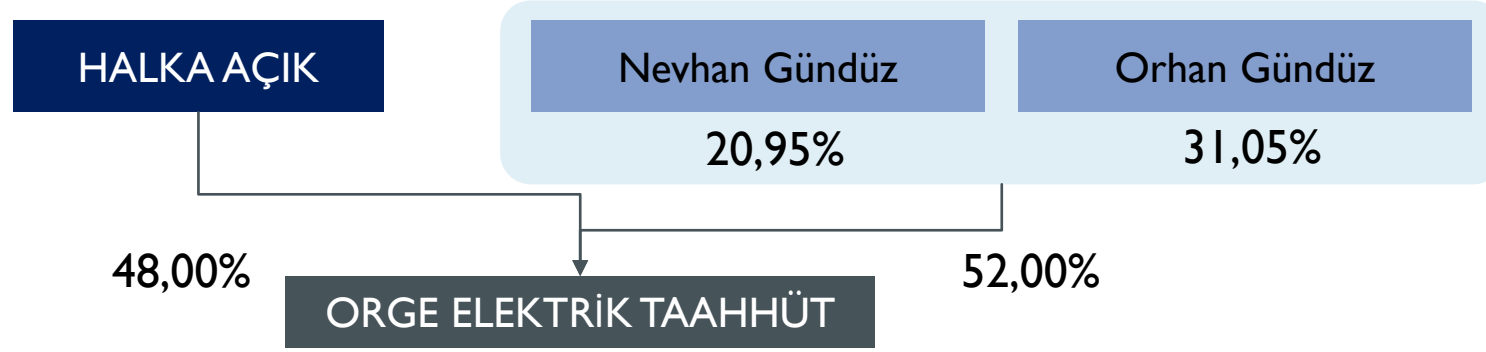 HALKA AÇIK
Nevhan Gündüz
Orhan Gündüz
20,95%
31,05%
48,00%
52,00%
ORGE ELEKTRİK TAAHHÜT